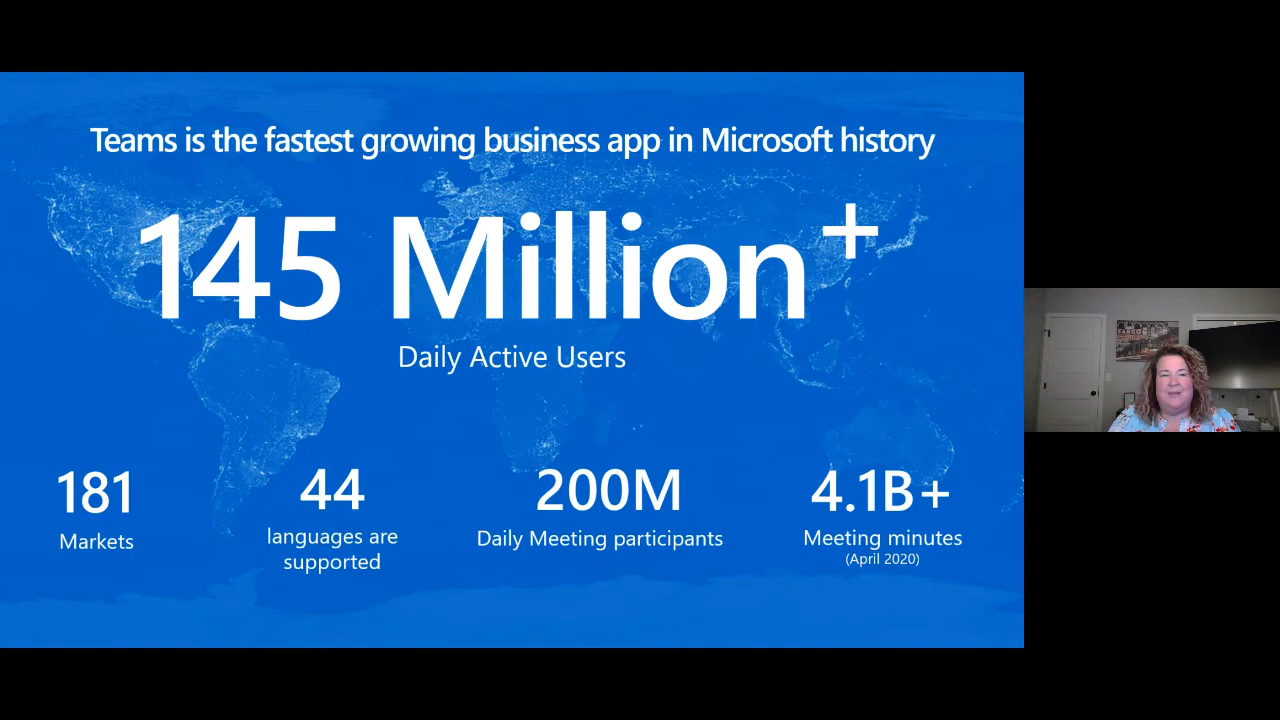 Teams is the fastest growing business app in Microsoft history
145 Million+
Daily Active Users
181
Markets
44
languages are
supported
200M
Daily Meeting participants
4.1B+
Meeting minutes
(April 2020)